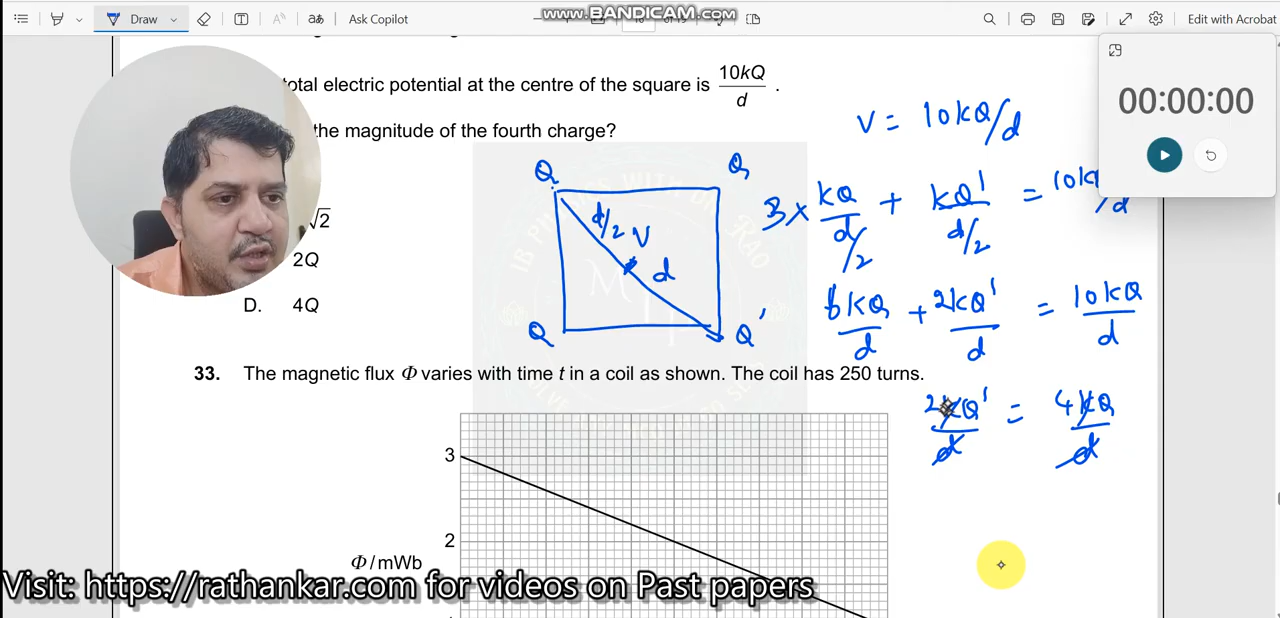 Draw
aあ
Ask Copilot
www.BANDICAM.com
Edit with Acrobat
total electric potential at the centre of the square is 10kQ/d .
the magnitude of the fourth charge?
√2
2Q
D. 4Q
00:00:00
Q Q
d/2 V
d
Q Q'
V = 10kQ/d
3 × kQ/d/2 + kQ'/d/2 =
6kQ/d + 2kQ'/d = 10kQ/d
2kQ'/d = 4kQ/d
33. The magnetic flux Φ varies with time t in a coil as shown. The coil has 250 turns.
3
2
Φ / mWb
Visit: https://rathankar.com for videos on Past papers